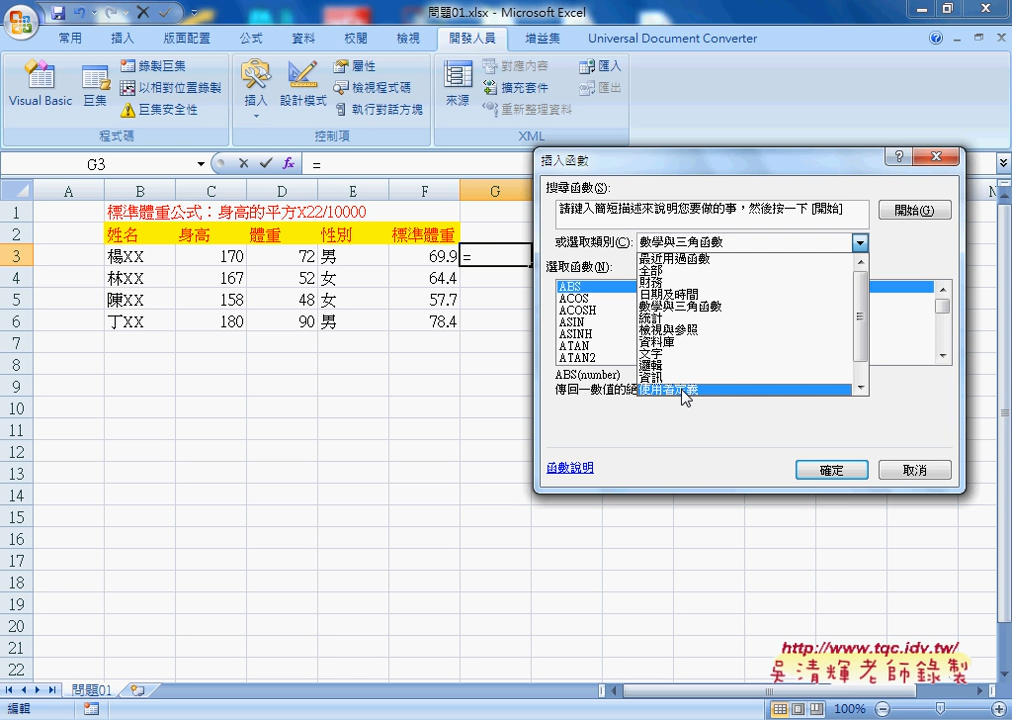 問題01.xlsx - Microsoft Excel
常用 插入 版面配置 公式 資料 校閱 檢視 開發人員 增益集 Universal Document Converter
Visual Basic 巨集 錄製巨集 以相對位置錄製 巨集安全性
程式碼
插入 設計模式 屬性 檢視程式碼 執行對話方塊
控制項
來源 對應內容 擴充套件 重新整理資料 匯入 匯出
XML
G3 fx =
A B C D E F G N
1 標準體重公式：身高的平方X22/10000
2 姓名 身高 體重 性別 標準體重
3 楊XX 170 72 男 69.9 =
4 林XX 167 52 女 64.4
5 陳XX 158 48 女 57.7
6 丁XX 180 90 男 78.4
7
8
9
10
11
12
13
14
15
16
17
18
19
20
21
22
插入函數
搜尋函數(S):
請鍵入簡短描述來說明您要做的事，然後按一下 [開始]
開始(G)
或選取類別(C): 數學與三角函數
最近用過函數
全部
財務
日期及時間
數學與三角函數
統計
檢視與參照
資料庫
文字
邏輯
資訊
使用者定義
選取函數(N):
ABS
ACOS
ACOSH
ASIN
ASINH
ATAN
ATAN2
ABS(number)
傳回一數值的絕
函數說明
確定 取消
http://www.tqc.idv.tw/
吳清輝老師錄製
問題01
編輯 100%